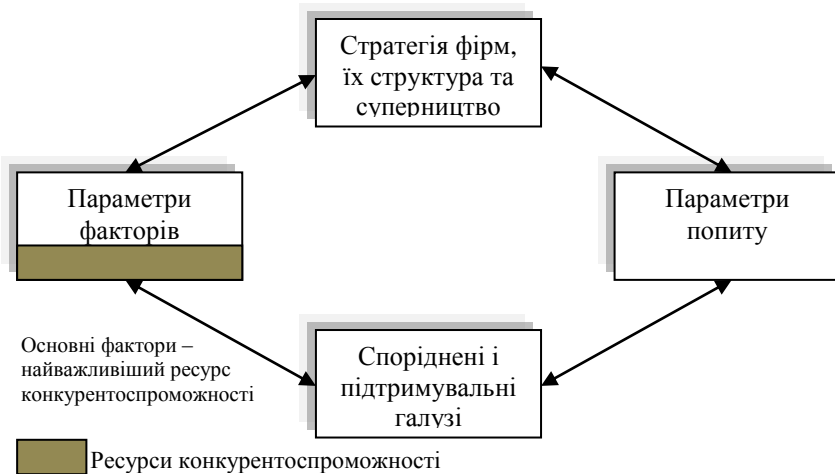 Стратегія фірм,
їх структура та
суперництво
Параметри
факторів
Параметри
попиту
Основні фактори –
найважливіший ресурс
конкурентоспроможності
Споріднені і
підтримувальні
галузі
Ресурси конкурентоспроможності